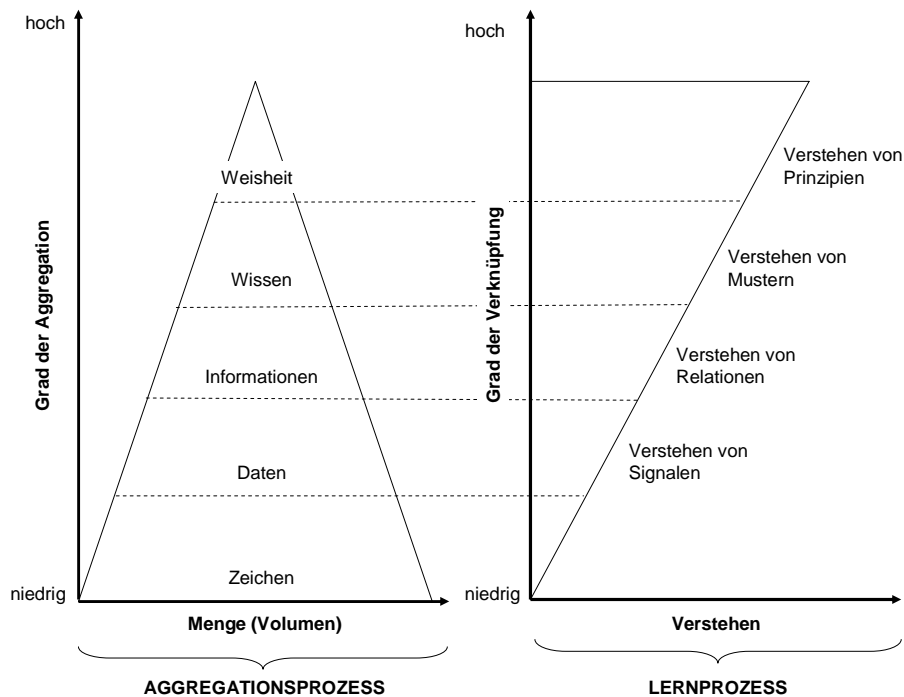 hoch
Weisheit
Wissen
Informationen
Daten
Zeichen
niedrig
Grad der Aggregation
Menge (Volumen)
AGGREGATIONSPROZESS
hoch
Verstehen von
Prinzipien
Verstehen von
Mustern
Verstehen von
Relationen
Verstehen von
Signalen
niedrig
Grad der Verknüpfung
Verstehen
LERNPROZESS